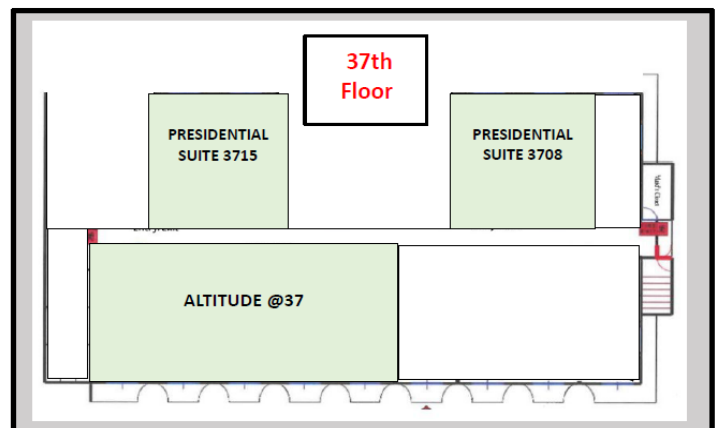 37th
Floor
PRESIDENTIAL
SUITE 3715
PRESIDENTIAL
SUITE 3708
ALTITUDE @37